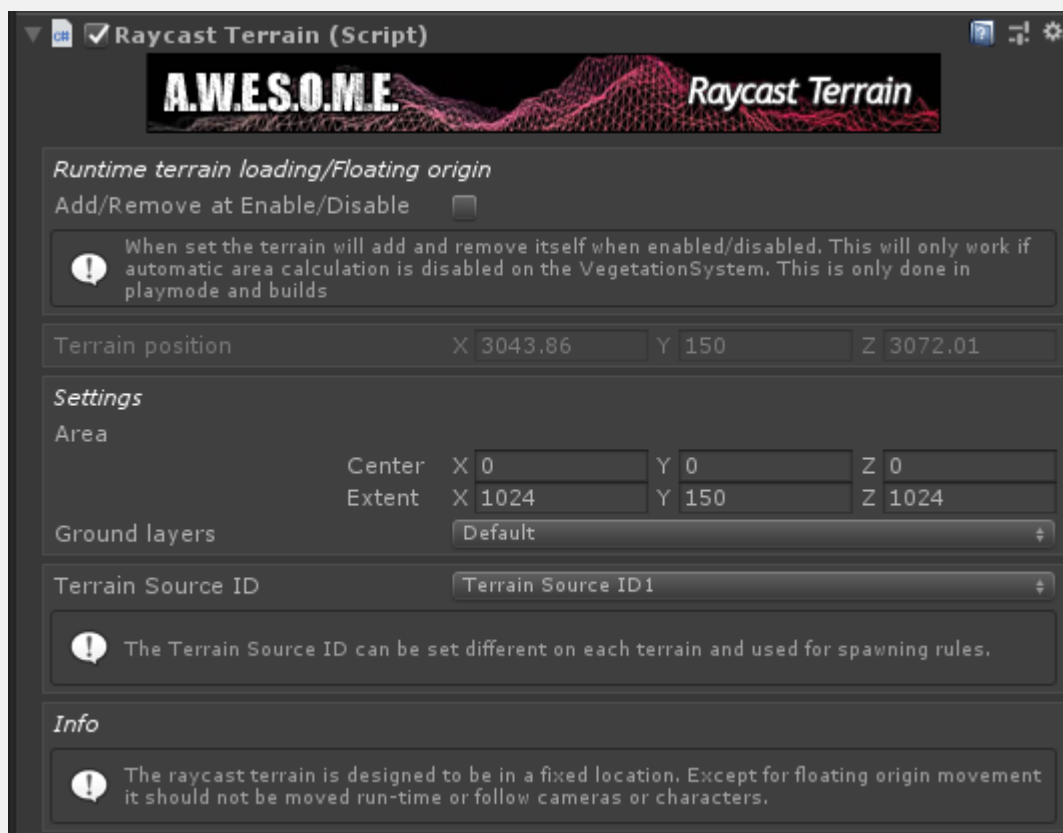 C#
Raycast Terrain (Script)
A.W.E.S.O.M.E. Raycast Terrain
Runtime terrain loading/Floating origin
Add/Remove at Enable/Disable
When set the terrain will add and remove itself when enabled/disabled. This will only work if
automatic area calculation is disabled on the VegetationSystem. This is only done in
playmode and builds
Terrain position X 3043.86 Y 150 Z 3072.01
Settings
Area
Center X 0 Y 0 Z 0
Extent X 1024 Y 150 Z 1024
Ground layers Default
Terrain Source ID Terrain Source ID1
The Terrain Source ID can be set different on each terrain and used for spawning rules.
Info
The raycast terrain is designed to be in a fixed location. Except for floating origin movement
it should not be moved run-time or follow cameras or characters.